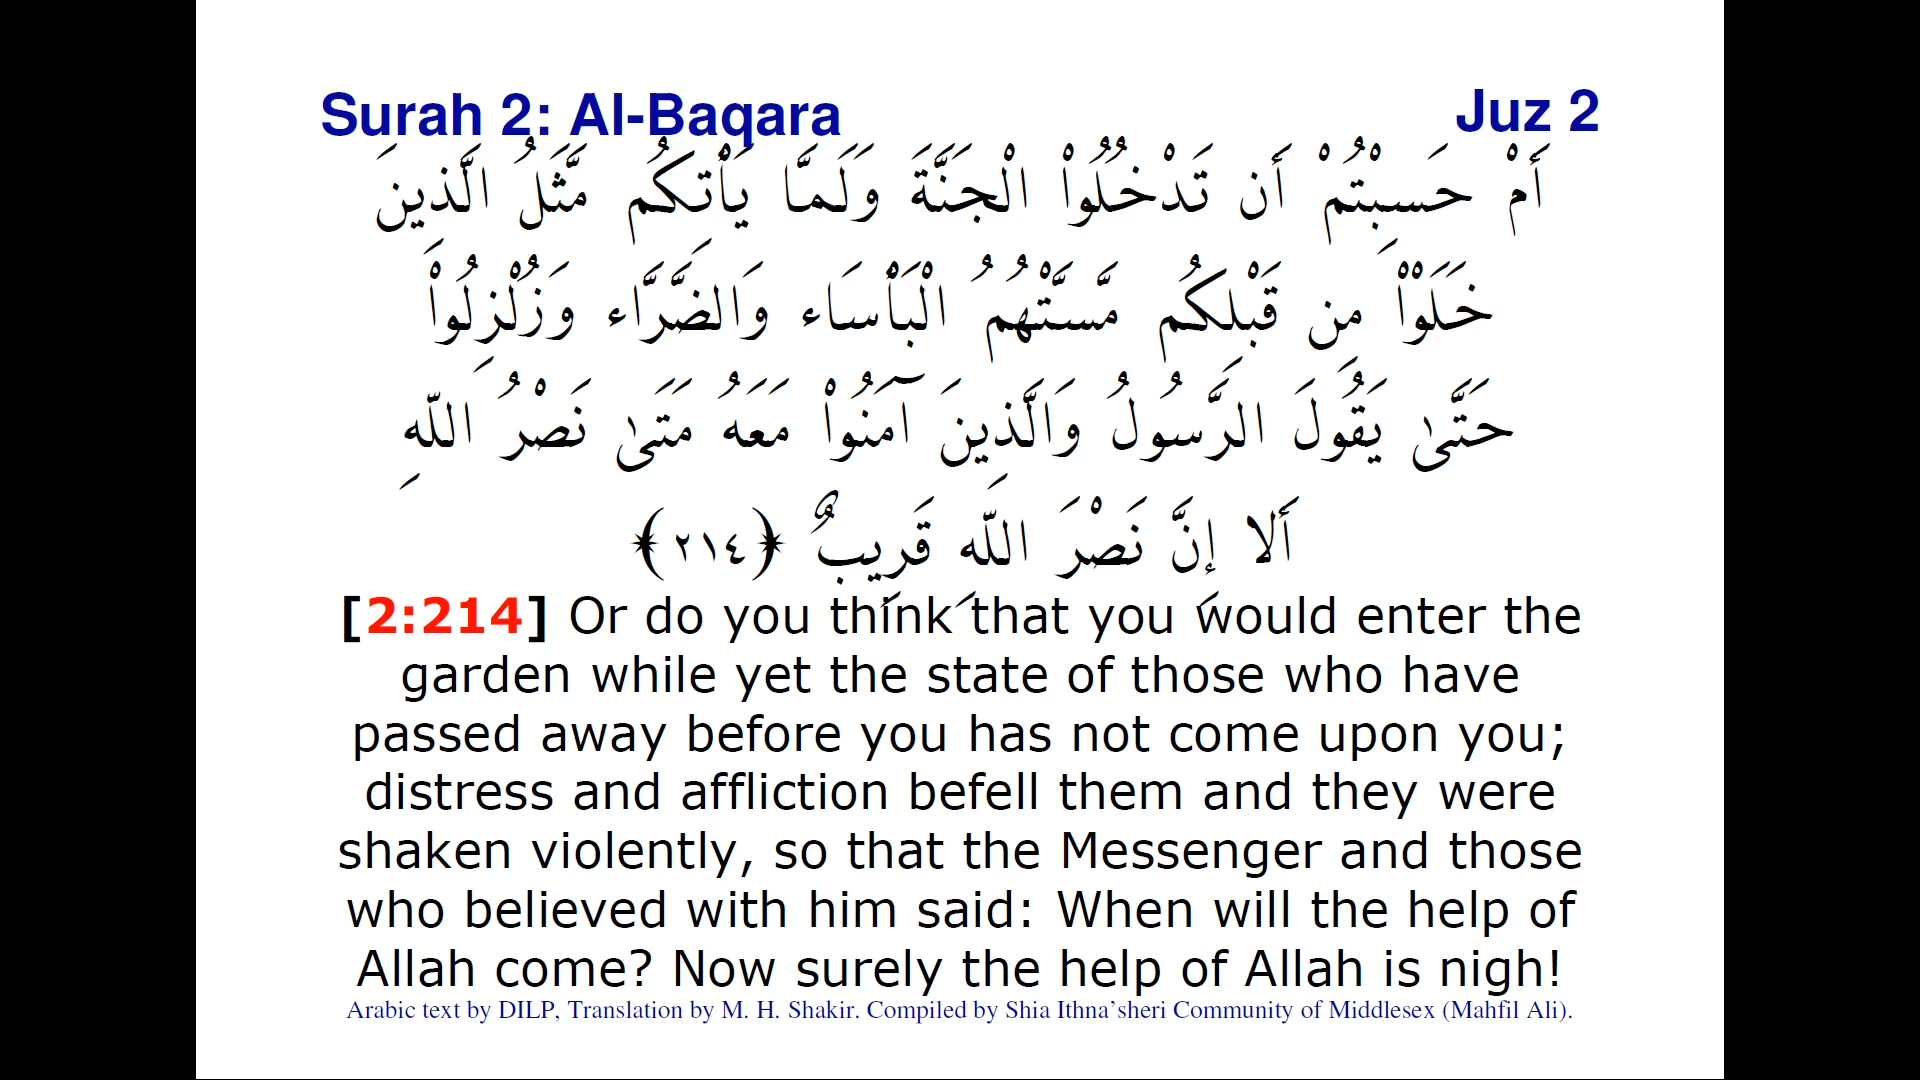 Surah 2: Al-Baqara Juz 2
أَمْ حَسِبْتُمْ أَن تَدْخُلُواْ الْجَنَّةَ وَلَمَّا يَأْتِكُم مَّثَلُ الَّذِينَ
خَلَوْاْ مِن قَبْلِكُم مَّسَّتْهُمُ الْبَأْسَاء وَالضَّرَّاء وَزُلْزِلُواْ
حَتَّىٰ يَقُولَ الرَّسُولُ وَالَّذِينَ آمَنُواْ مَعَهُ مَتَىٰ نَصْرُ اللّهِ
أَلا إِنَّ نَصْرَ اللّهِ قَرِيبٌ ﴿٢١٤﴾
[2:214] Or do you think that you would enter the
garden while yet the state of those who have
passed away before you has not come upon you;
distress and affliction befell them and they were
shaken violently, so that the Messenger and those
who believed with him said: When will the help of
Allah come? Now surely the help of Allah is nigh!
Arabic text by DILP, Translation by M. H. Shakir. Compiled by Shia Ithna’sheri Community of Middlesex (Mahfil Ali).